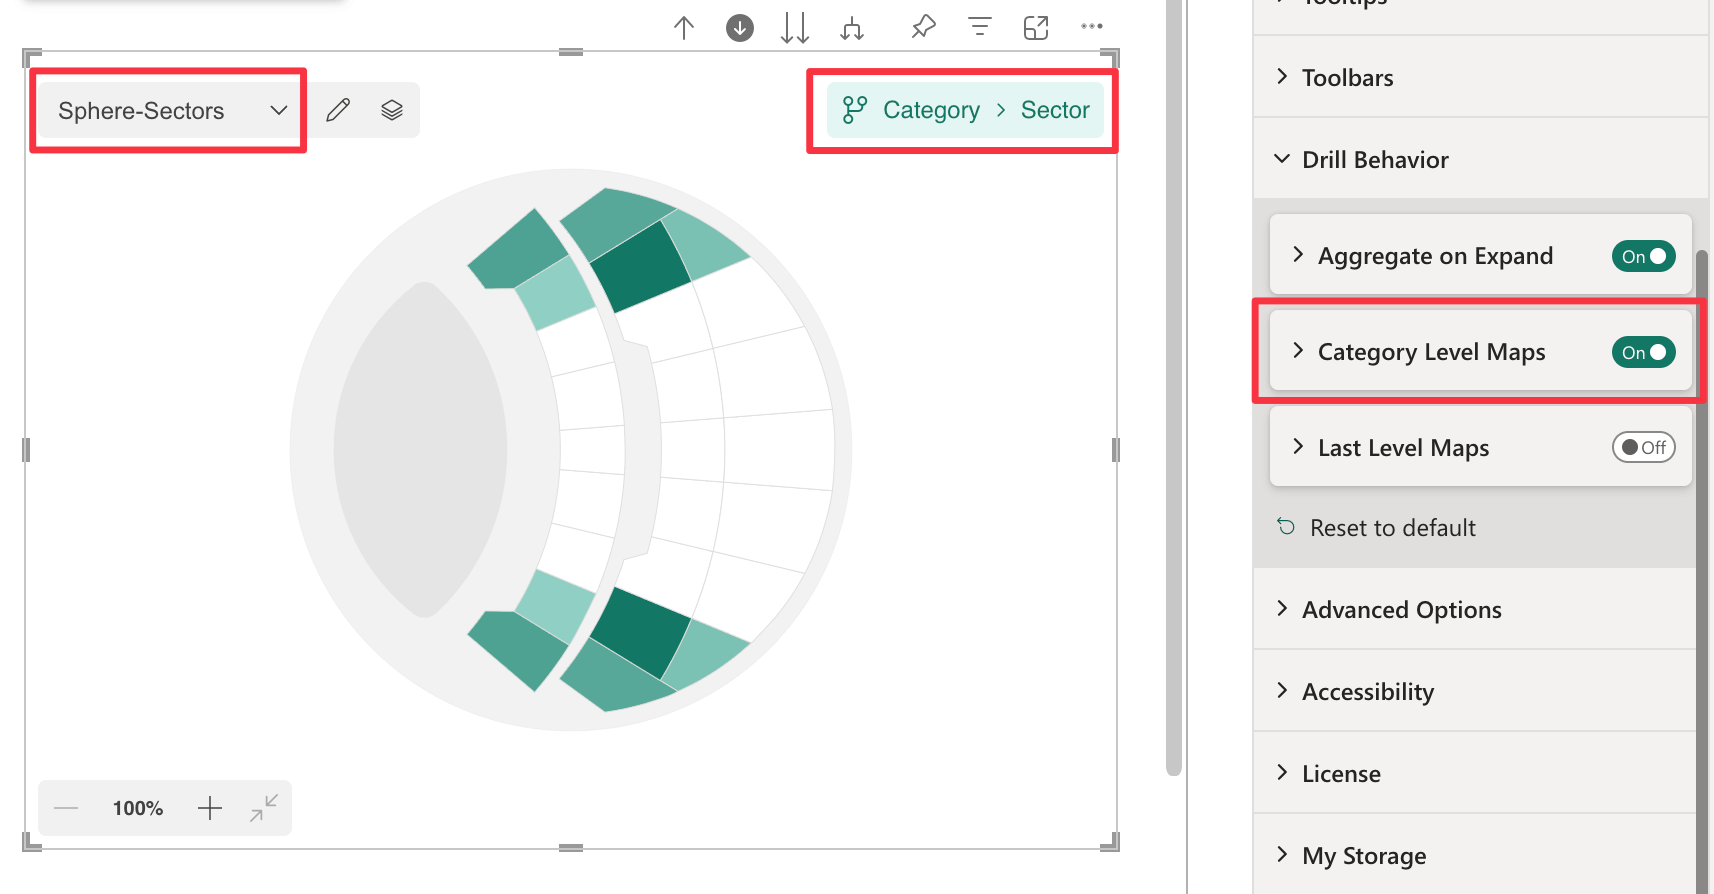 Tooltips
Sphere-Sectors
Category > Sector
100%
Toolbars
Drill Behavior
Aggregate on Expand
On
Category Level Maps
On
Last Level Maps
Off
Reset to default
Advanced Options
Accessibility
License
My Storage